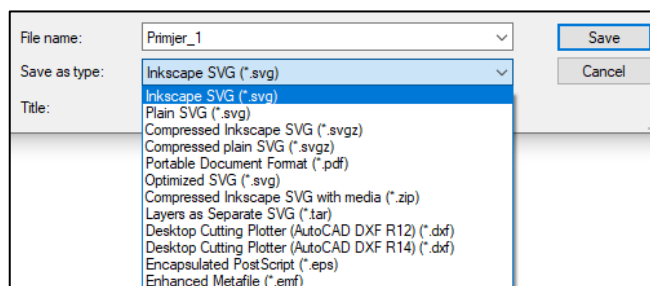 File name: Primjer_1 Save
Save as type: Inkscape SVG (*.svg) Cancel
Inkscape SVG (*.svg)
Title: Plain SVG (*.svg)
Compressed Inkscape SVG (*.svgz)
Compressed plain SVG (*.svgz)
Portable Document Format (*.pdf)
Optimized SVG (*.svg)
Compressed Inkscape SVG with media (*.zip)
Layers as Separate SVG (*.tar)
Desktop Cutting Plotter (AutoCAD DXF R12) (*.dxf)
Desktop Cutting Plotter (AutoCAD DXF R14) (*.dxf)
Encapsulated PostScript (*.eps)
Enhanced Metafile (*.emf)